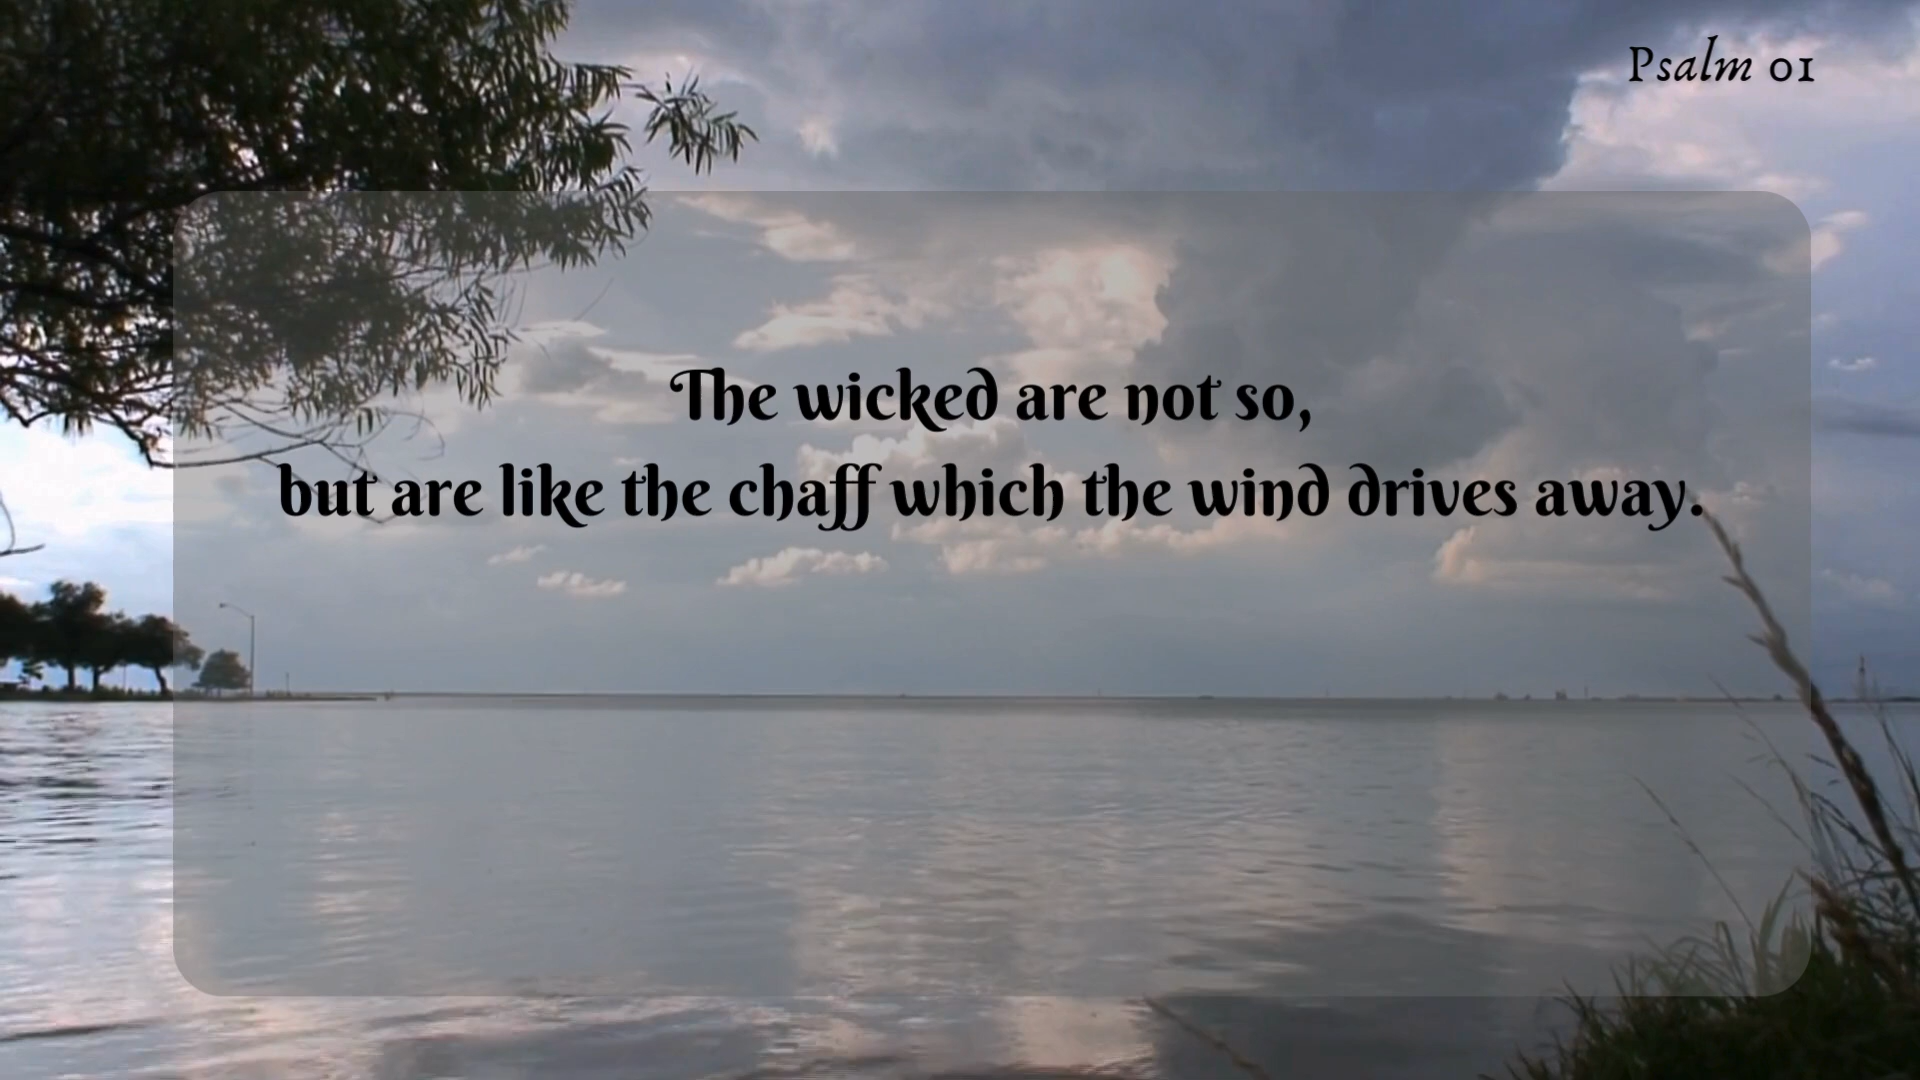 Psalm 01
The wicked are not so,
but are like the chaff which the wind drives away.